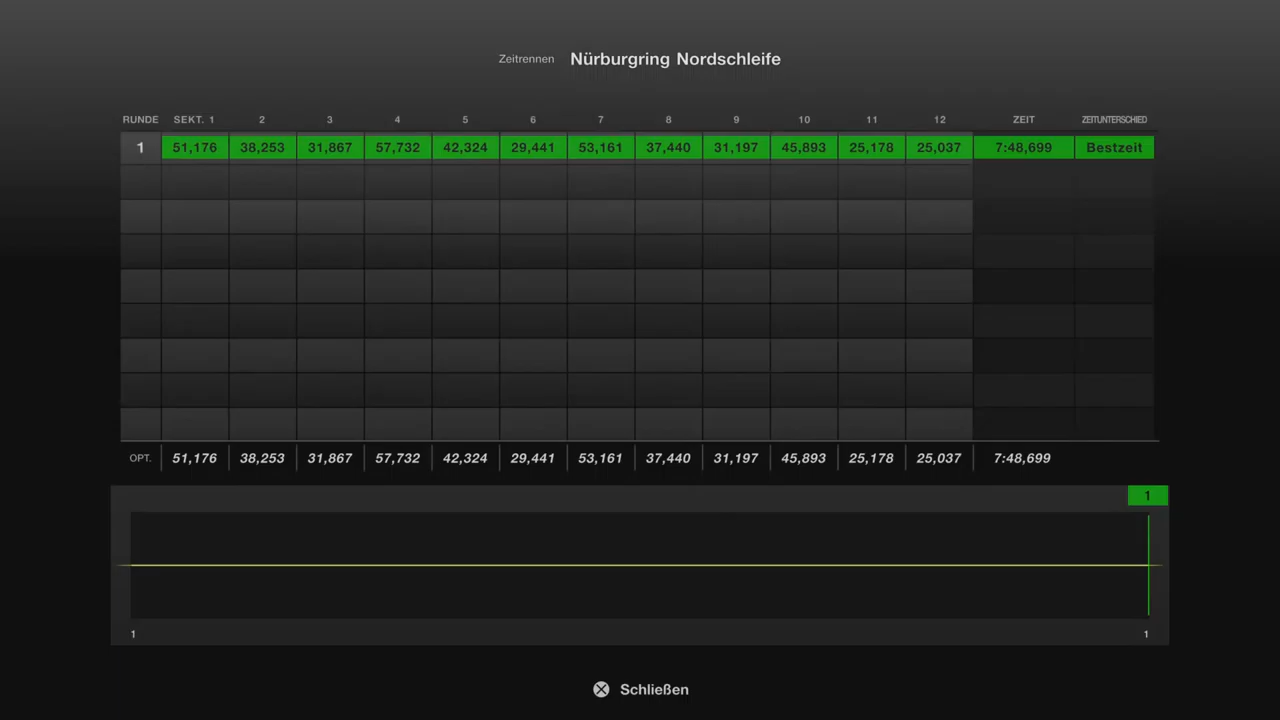 Zeitrennen Nürburgring Nordschleife
RUNDE SEKT. 1 2 3 4 5 6 7 8 9 10 11 12 ZEIT ZEITUNTERSCHIED
1 51,176 38,253 31,867 57,732 42,324 29,441 53,161 37,440 31,197 45,893 25,178 25,037 7:48,699 Bestzeit
OPT. 51,176 38,253 31,867 57,732 42,324 29,441 53,161 37,440 31,197 45,893 25,178 25,037 7:48,699
1
1 1
Schließen